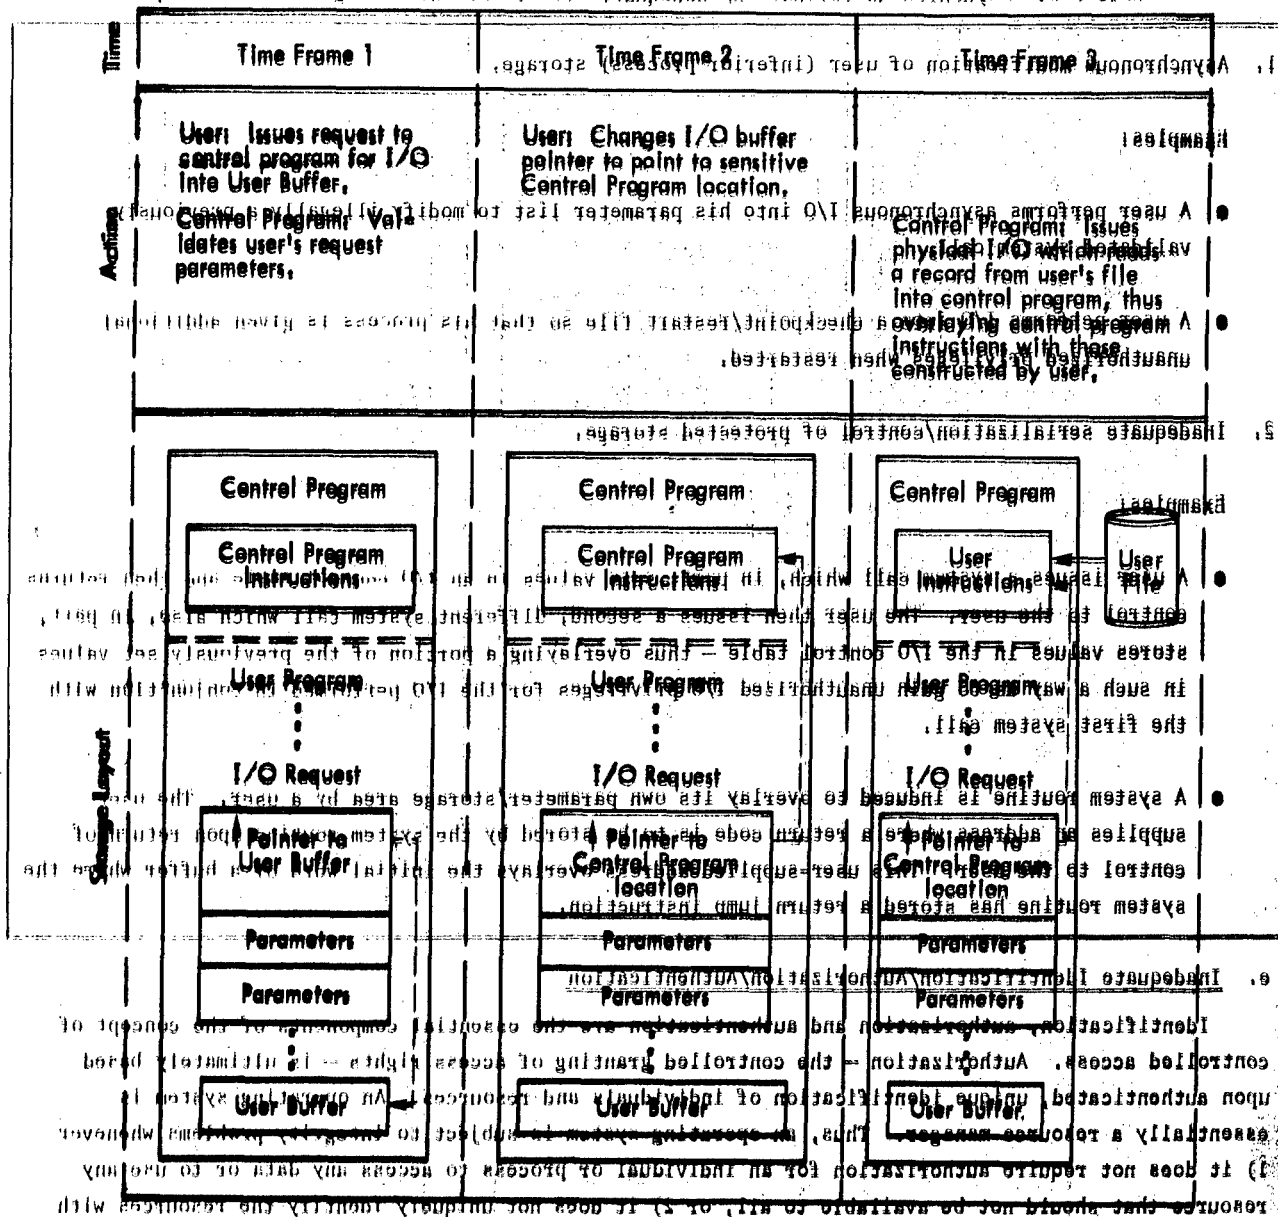 Time
Time Frame 1
Time Frame 2
Time Frame 3
Action
User: Issues request to
control program for I/O
into User Buffer.
Control Program: Val-
idates user's request
parameters.
User: Changes I/O buffer
pointer to point to sensitive
Control Program location.
Control Program: Issues
physical I/O which reads
a record from user's file
into control program, thus
overlaying control program
instructions with those
constructed by user.
Storage Layout
Control Program
Control Program
Instructions
User Program
I/O Request
Pointer to
User Buffer
Parameters
Parameters
User Buffer
Control Program
Control Program
Instructions
User Program
I/O Request
Pointer to
Control Program
location
Parameters
Parameters
User Buffer
Control Program
User
Instructions
User
File
User Program
I/O Request
Pointer to
Control Program
location
Parameters
Parameters
User Buffer
1. Asynchronous modification of user (inferior process) storage.
Examples:
A user performs asynchronous I/O into his parameter list to modify illegally a previously
validated
A user performs a checkpoint/restart file so that his process is given additional
unauthorized privileges when restarted.
2. Inadequate serialization/control of protected storage.
Examples:
A user issues a system call which, in part, values in an I/O and then returns
control to the user. The user then issues a second, different system call which also, in part,
stores values in the I/O control table – thus overlaying a portion of the previously set values
in such a way unauthorized I/O privileges for the I/O in conjunction with
the first system call.
A system routine is induced to overlay its own parameter/storage area by a user. The user
supplies an address where a return code is to be stored by the system upon return of
control to the user. This user-supplied address overlays the initial of a buffer where the
system routine has stored a return jump instruction.
e. Inadequate Identification/Authorization/Authentication
Identification, authorization and authentication are the essential components of the concept of
controlled access. Authorization – the controlled granting of access rights – is ultimately based
upon authenticated, unique identification of individuals and resources. An operating system is
essentially a resource manager. Thus, an operating system is subject to integrity problems whenever
1) it does not require authorization for an individual or process to access any data or to use any
resource that should not be available to all, or 2) it does not uniquely identify the resources with